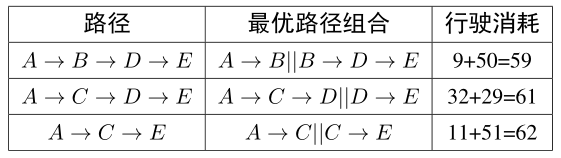 路径 最优路径组合 行驶消耗
A → B → D → E A → B||B → D → E 9+50=59
A → C → D → E A → C → D||D → E 32+29=61
A → C → E A → C||C → E 11+51=62